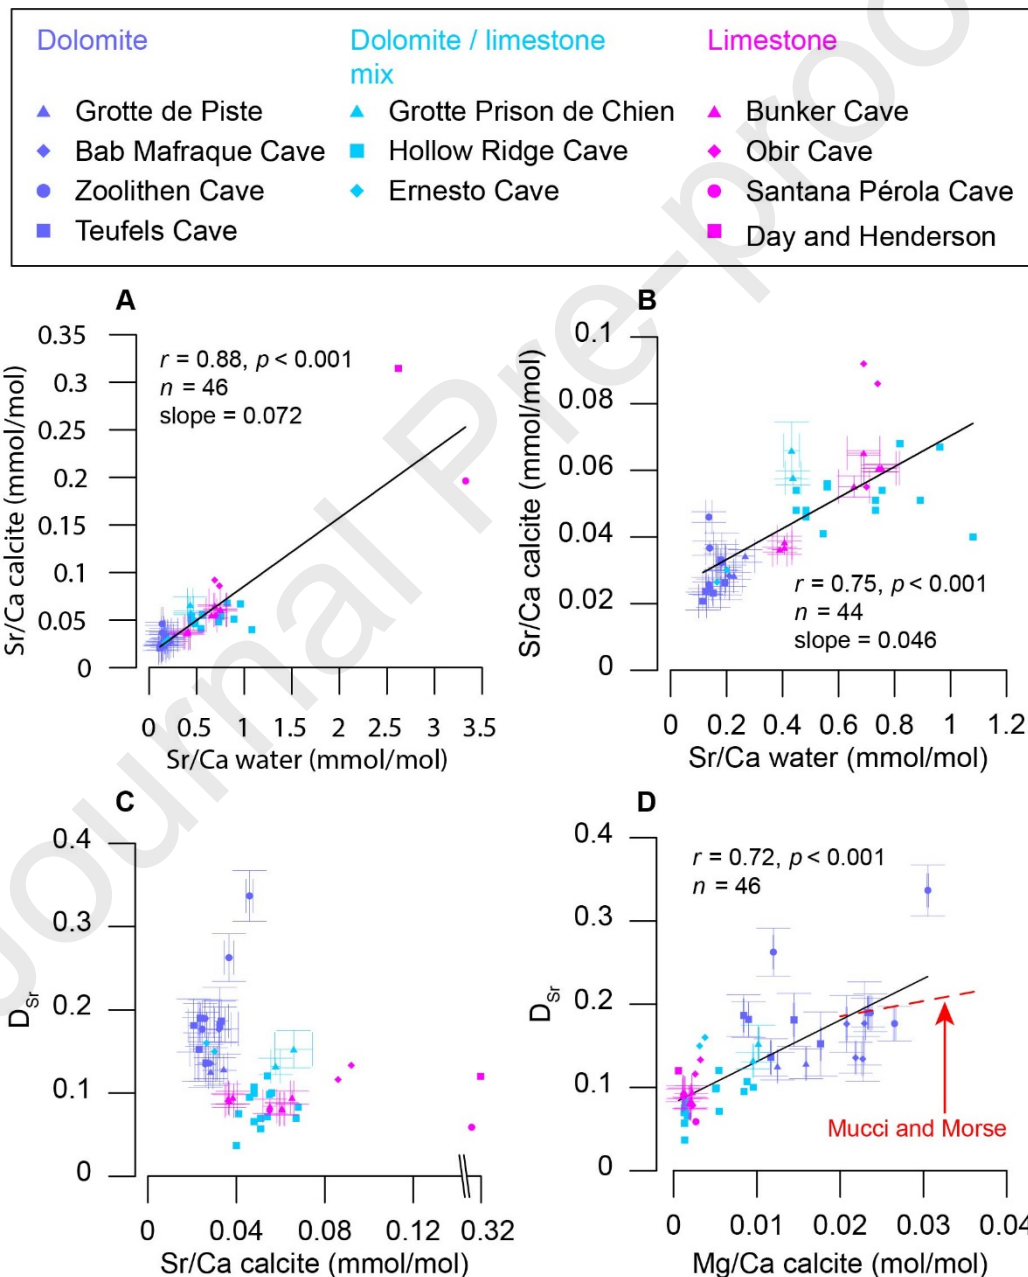 Dolomite
Grotte de Piste
Bab Mafraque Cave
Zoolithen Cave
Teufels Cave
Dolomite / limestone
mix
Grotte Prison de Chien
Hollow Ridge Cave
Ernesto Cave
Limestone
Bunker Cave
Obir Cave
Santana Pérola Cave
Day and Henderson
Journal Pre-proo
A
0.35
0.3
0.25
0.2
0.15
0.1
0.05
0
Sr/Ca calcite (mmol/mol)
r = 0.88, p < 0.001
n = 46
slope = 0.072
0 0.5 1 1.5 2 2.5 3 3.5
Sr/Ca water (mmol/mol)
B
0.1
0.08
0.06
0.04
0.02
0
Sr/Ca calcite (mmol/mol)
r = 0.75, p < 0.001
n = 44
slope = 0.046
0 0.2 0.4 0.6 0.8 1 1.2
Sr/Ca water (mmol/mol)
C
0.4
0.3
0.2
0.1
0
DSr
0 0.04 0.08 0.12 0.32
Sr/Ca calcite (mmol/mol)
D
0.4
0.3
0.2
0.1
0
DSr
r = 0.72, p < 0.001
n = 46
Mucci and Morse
0 0.01 0.02 0.03 0.04
Mg/Ca calcite (mol/mol)